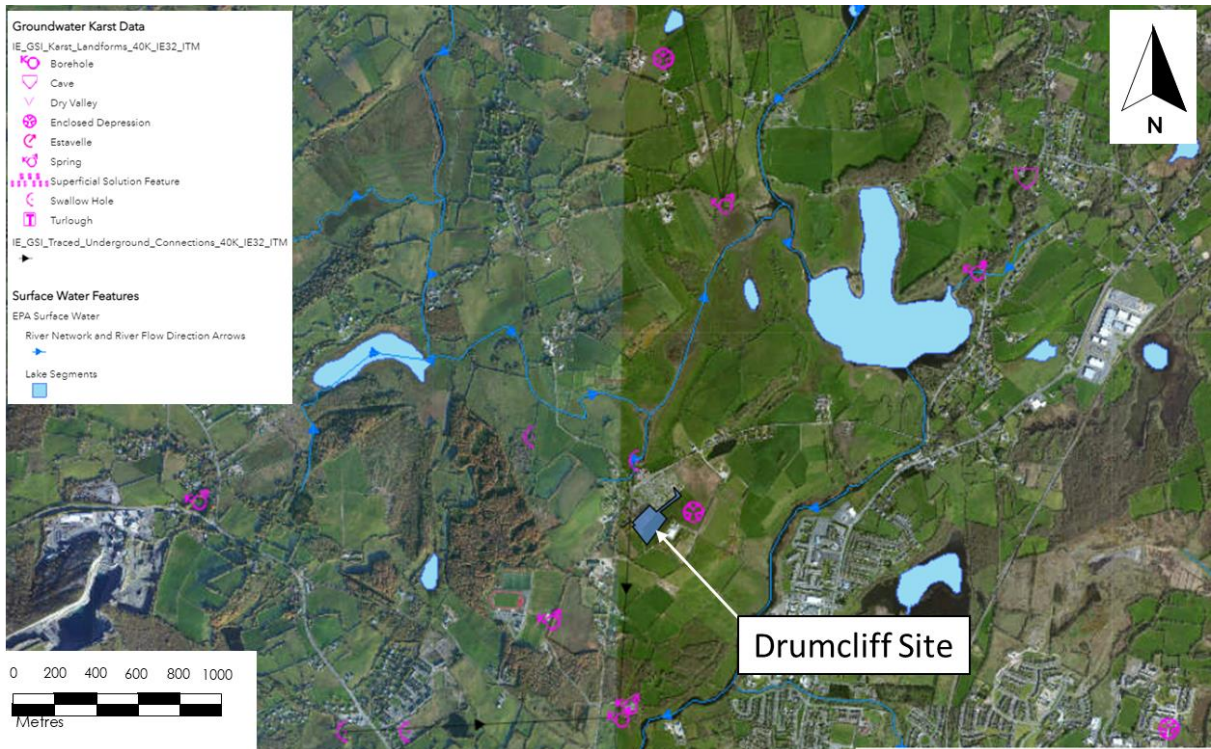 Groundwater Karst Data
IE_GSI_Karst_Landforms_40K_IE32_ITM
Borehole
Cave
Dry Valley
Enclosed Depression
Estavelle
Spring
Superficial Solution Feature
Swallow Hole
T
Turlough
IE_GSI_Traced_Underground_Connections_40K_IE32_ITM
Surface Water Features
EPA Surface Water
River Network and River Flow Direction Arrows
Lake Segments
N
Drumcliff Site
0 200 400 600 800 1000
Metres